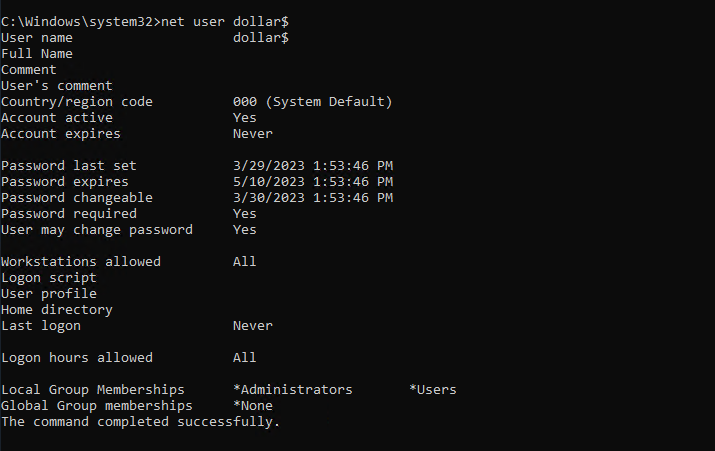 C:\Windows\system32>net user dollar$
User name                    dollar$
Full Name
Comment
User's comment
Country/region code          000 (System Default)
Account active               Yes
Account expires              Never

Password last set            3/29/2023 1:53:46 PM
Password expires             5/10/2023 1:53:46 PM
Password changeable          3/30/2023 1:53:46 PM
Password required            Yes
User may change password     Yes

Workstations allowed         All
Logon script
User profile
Home directory
Last logon                   Never

Logon hours allowed          All

Local Group Memberships      *Administrators       *Users
Global Group memberships     *None
The command completed successfully.